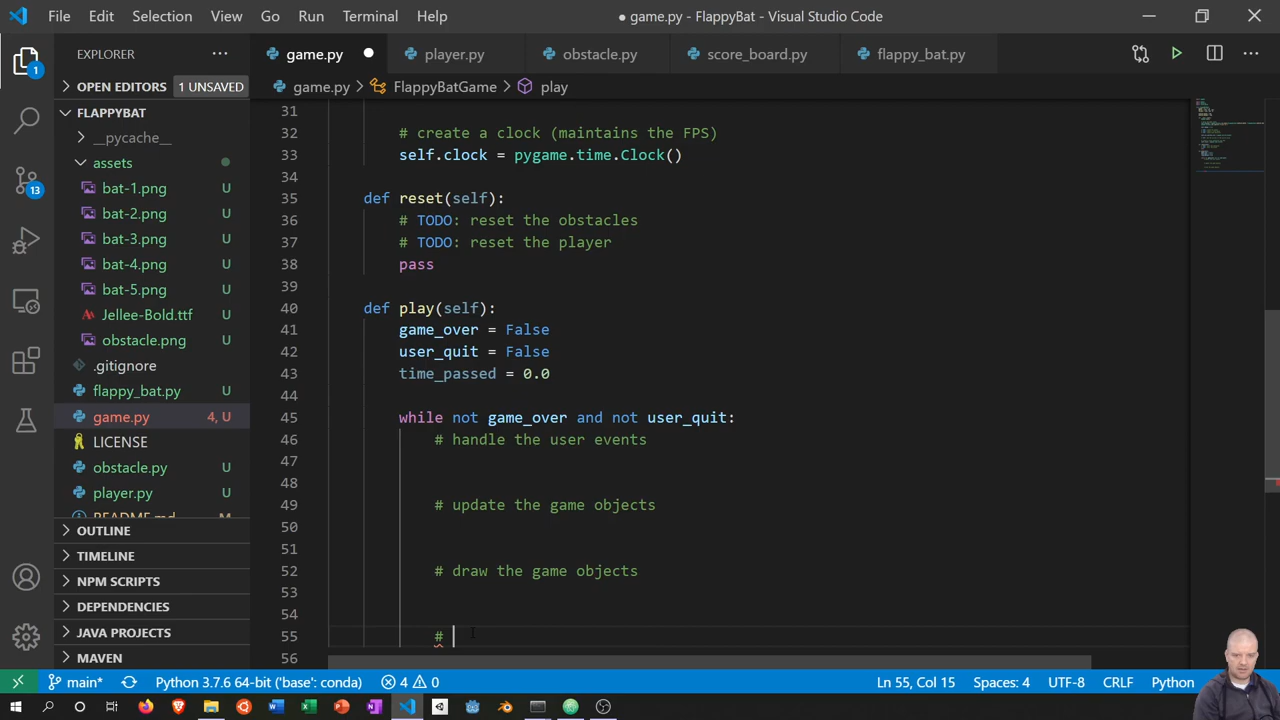 File Edit Selection View Go Run Terminal Help ● game.py - FlappyBat - Visual Studio Code
EXPLORER ··· game.py ● player.py obstacle.py score_board.py flappy_bat.py ···
OPEN EDITORS 1 UNSAVED
game.py > FlappyBatGame > play
FLAPPYBAT
__pycache__
assets
bat-1.png U
bat-2.png U
bat-3.png U
bat-4.png U
bat-5.png U
Jellee-Bold.ttf U
obstacle.png U
.gitignore
flappy_bat.py U
game.py 4, U
LICENSE
obstacle.py U
player.py U
README.md M
OUTLINE
TIMELINE
NPM SCRIPTS
DEPENDENCIES
JAVA PROJECTS
MAVEN
1
13
31
32 # create a clock (maintains the FPS)
33 self.clock = pygame.time.Clock()
34
35 def reset(self):
36 # TODO: reset the obstacles
37 # TODO: reset the player
38 pass
39
40 def play(self):
41 game_over = False
42 user_quit = False
43 time_passed = 0.0
44
45 while not game_over and not user_quit:
46 # handle the user events
47
48
49 # update the game objects
50
51
52 # draw the game objects
53
54
55 #
56
main* Python 3.7.6 64-bit ('base': conda) 4 0 Ln 55, Col 15 Spaces: 4 UTF-8 CRLF Python